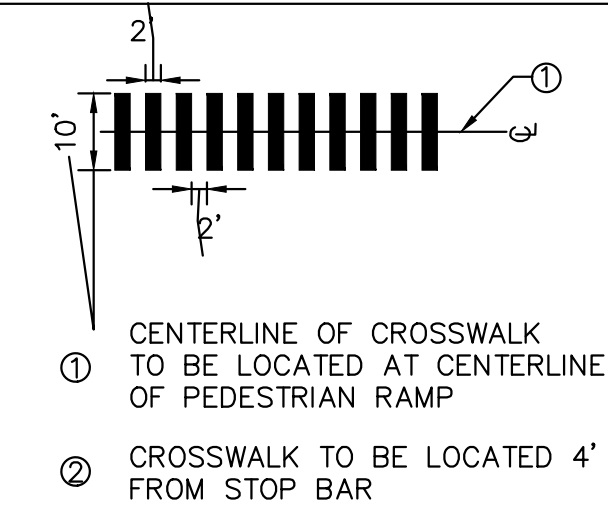 2'
①
10'
℄
2'
① CENTERLINE OF CROSSWALK
TO BE LOCATED AT CENTERLINE
OF PEDESTRIAN RAMP
② CROSSWALK TO BE LOCATED 4'
FROM STOP BAR